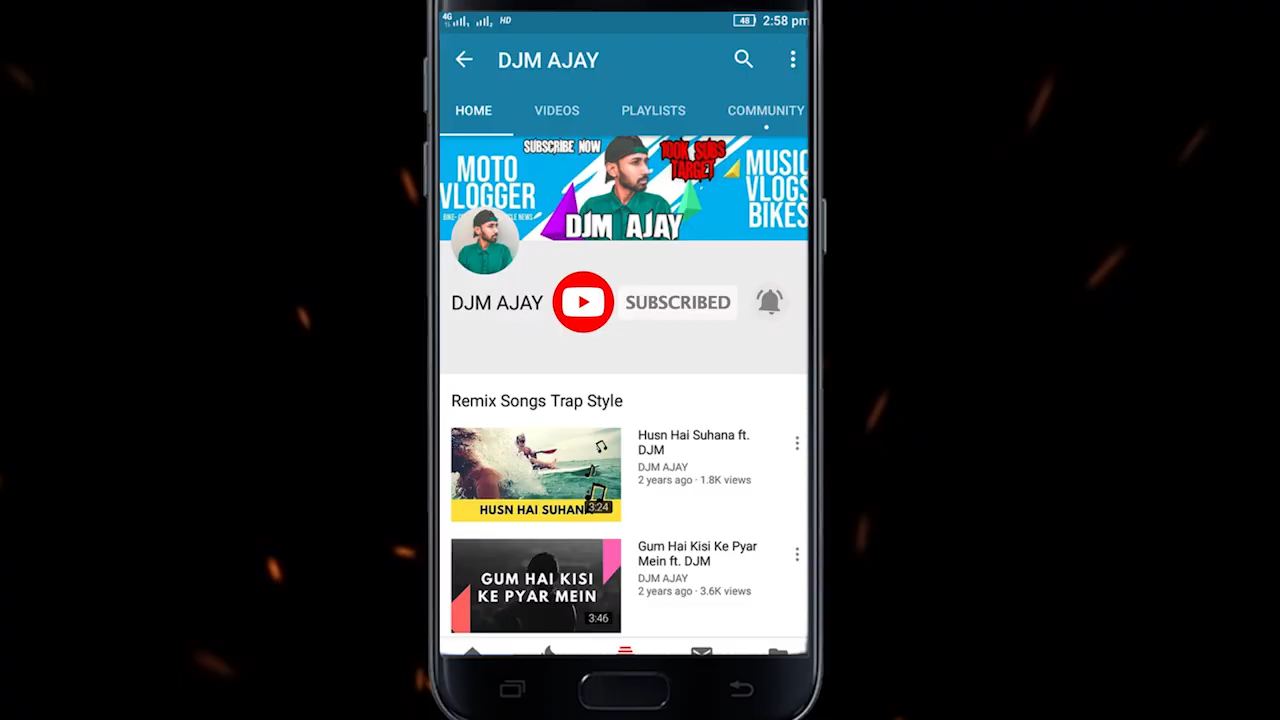 4G HD 48 2:58 pm
DJM AJAY
HOME VIDEOS PLAYLISTS COMMUNITY
SUBSCRIBE NOW
100K SUBS
TARGET
MOTO
VLOGGER
MUSIC
VLOGS
BIKES
DJM AJAY
DJM AJAY SUBSCRIBED
Remix Songs Trap Style
HUSN HAI SUHAN
3:24
Husn Hai Suhana ft.
DJM
DJM AJAY
2 years ago · 1.8K views
GUM HAI KISI
KE PYAR MEIN
3:46
Gum Hai Kisi Ke Pyar
Mein ft. DJM
DJM AJAY
2 years ago · 3.6K views